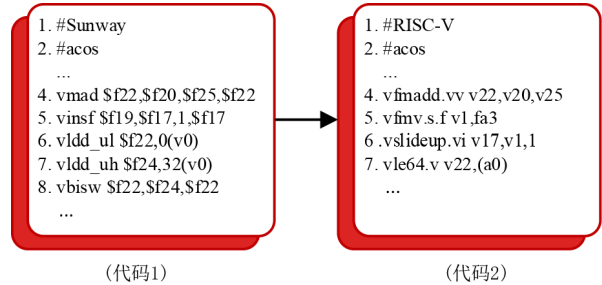 1. #Sunway
2. #acos
...
4. vmad $f22,$f20,$f25,$f22
5. vinsf $f19,$f17,1,$f17
6. vldd_ul $f22,0(v0)
7. vldd_uh $f24,32(v0)
8. vbisw $f22,$f24,$f22
...
(代码1)
1. #RISC-V
2. #acos
...
4. vfmadd.vv v22,v20,v25
5. vfmv.s.f v1,fa3
6 .vslideup.vi v17,v1,1
7. vle64.v v22,(a0)
...
(代码2)